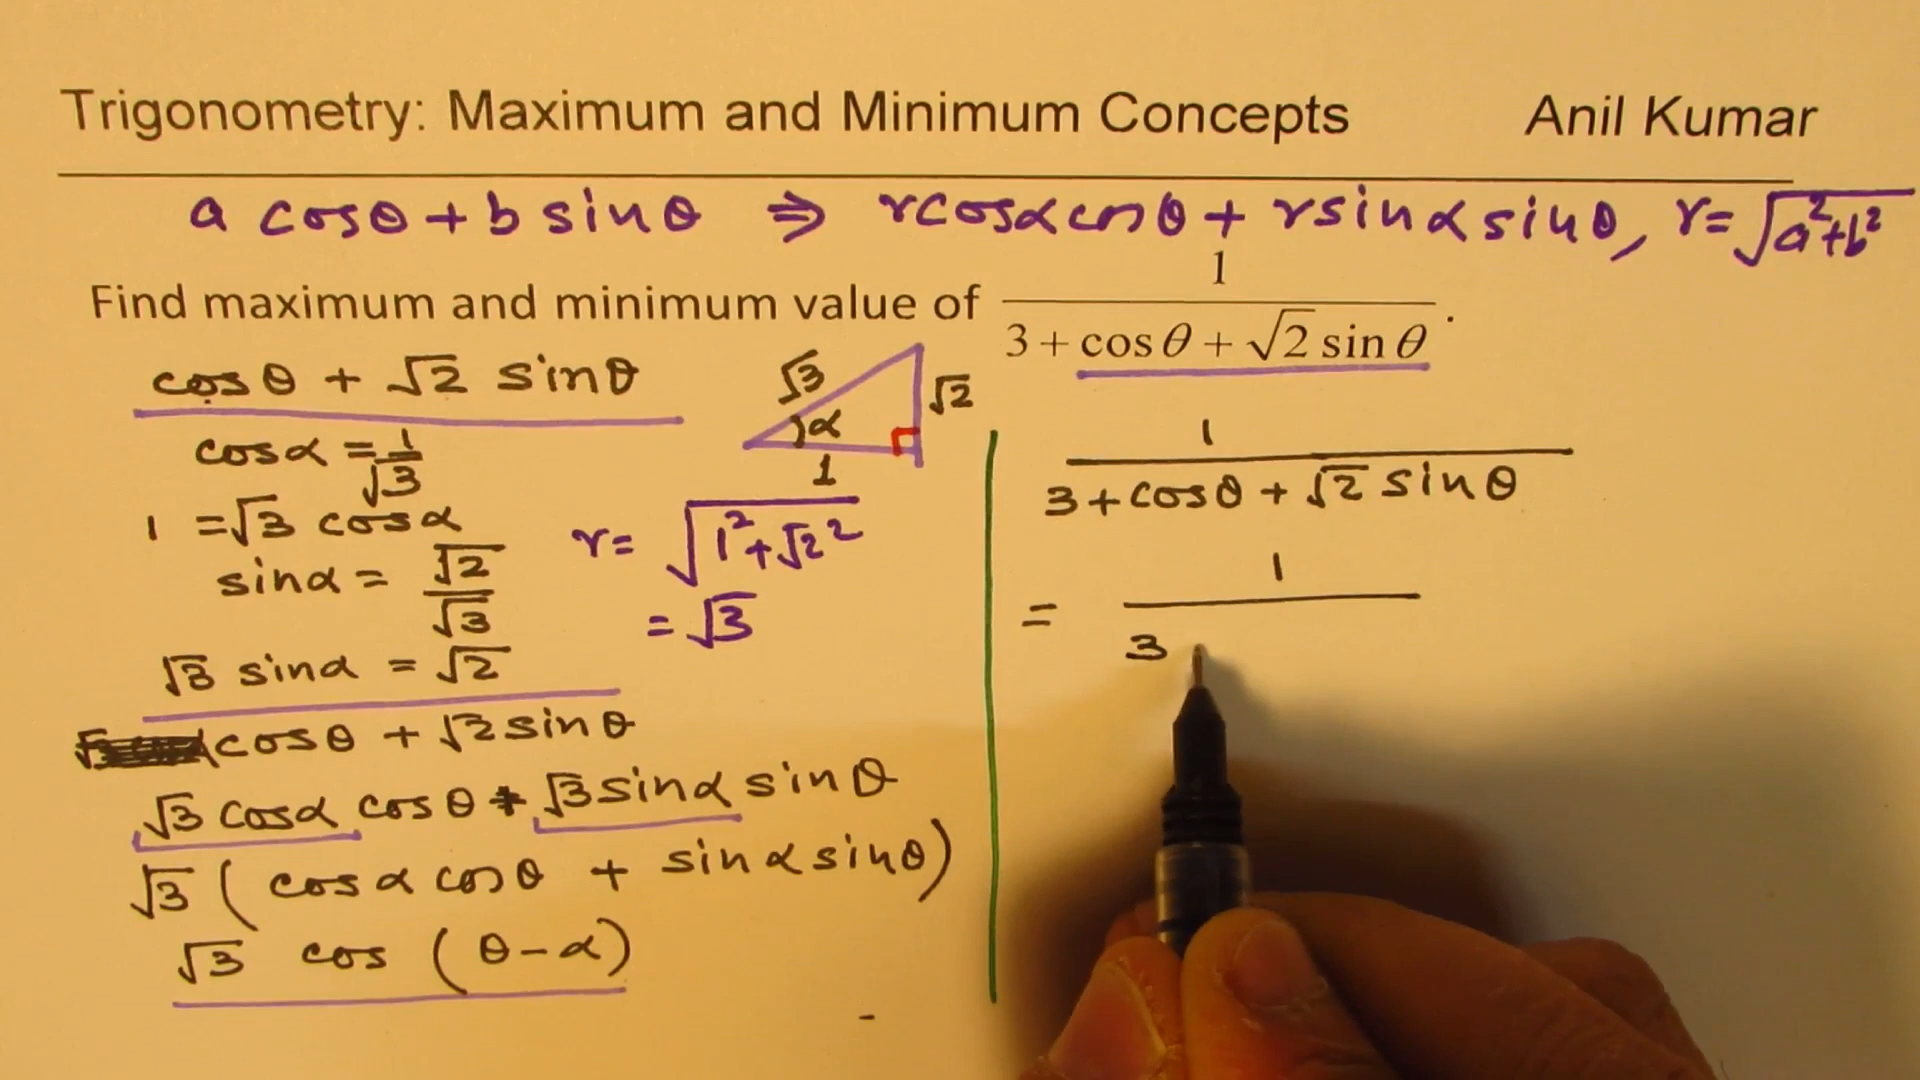 Trigonometry: Maximum and Minimum Concepts Anil Kumar
a cosθ + b sinθ ⇒ r cosα cosθ + r sinα sinθ, r = √a²+b²
Find maximum and minimum value of 1 / 3 + cosθ + √2 sinθ .
cosθ + √2 sinθ
√3 √2 α 1
cosα = 1/√3
1 = √3 cosα
r = √1²+√2²
sinα = √2/√3
= √3
√3 sinα = √2
cosθ + √2 sinθ
√3 cosα cosθ + √3 sinα sinθ
√3 ( cosα cosθ + sinα sinθ)
√3 cos (θ-α)
1 / 3 + cosθ + √2 sinθ
= 1 / 3